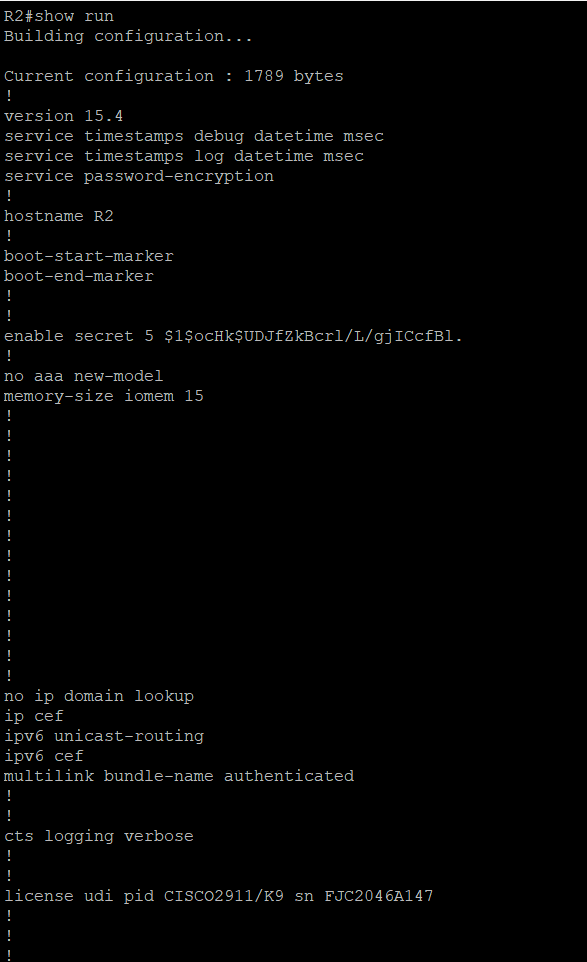 R2#show run
Building configuration...
Current configuration : 1789 bytes
!
version 15.4
service timestamps debug datetime msec
service timestamps log datetime msec
service password-encryption
!
hostname R2
!
boot-start-marker
boot-end-marker
!
!
enable secret 5 $1$ocHk$UDJfZkBcrl/L/gjICcfBl.
!
no aaa new-model
memory-size iomem 15
!
!
!
!
!
!
!
!
!
!
!
!
!
!
no ip domain lookup
ip cef
ipv6 unicast-routing
ipv6 cef
multilink bundle-name authenticated
!
!
cts logging verbose
!
!
license udi pid CISCO2911/K9 sn FJC2046A147
!
!
!